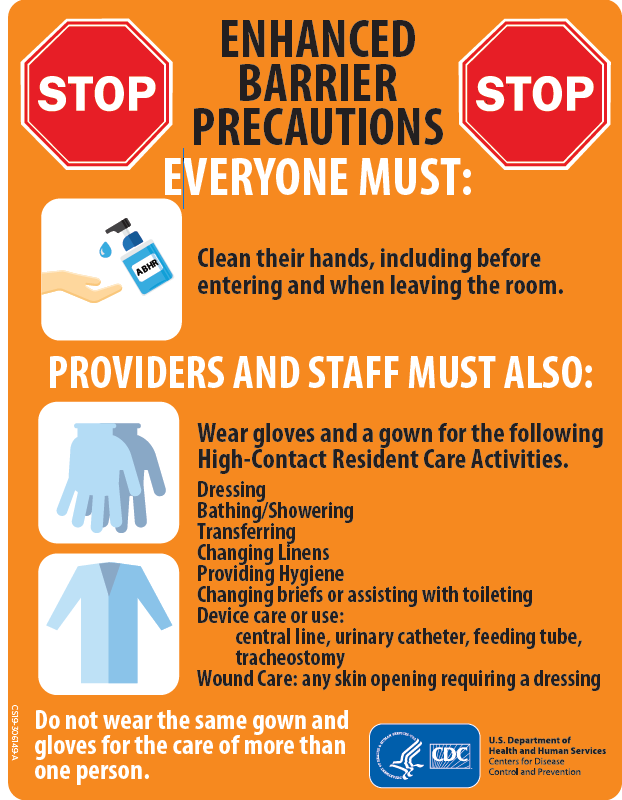 STOP
ENHANCED
BARRIER
PRECAUTIONS
STOP
EVERYONE MUST:
ABHR
Clean their hands, including before
entering and when leaving the room.
PROVIDERS AND STAFF MUST ALSO:
Wear gloves and a gown for the following
High-Contact Resident Care Activities.
Dressing
Bathing/Showering
Transferring
Changing Linens
Providing Hygiene
Changing briefs or assisting with toileting
Device care or use:
central line, urinary catheter, feeding tube,
tracheostomy
Wound Care: any skin opening requiring a dressing
Do not wear the same gown and
gloves for the care of more than
one person.
CDC
U.S. Department of
Health and Human Services
Centers for Disease
Control and Prevention
CS19-306149-A